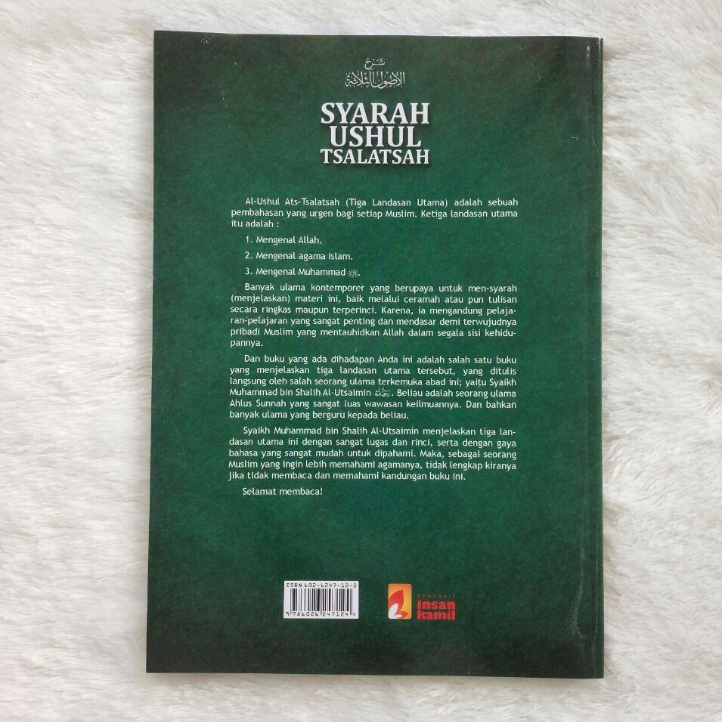 شرح
الأصول الثلاثة
SYARAH
USHUL
TSALATSAH
Al-Ushul Ats-Tsalatsah (Tiga Landasan Utama) adalah sebuah
pembahasan yang urgen bagi setiap Muslim. Ketiga landasan utama
itu adalah :
1. Mengenal Allah.
2. Mengenal agama Islam.
3. Mengenal Muhammad ﷺ.
Banyak ulama kontemporer yang berupaya untuk men-syarah
(menjelaskan) materi ini, baik melalui ceramah atau pun tulisan
secara ringkas maupun terperinci. Karena, ia mengandung pelaja-
ran-pelajaran yang sangat penting dan mendasar demi terwujudnya
pribadi Muslim yang mentauhidkan Allah dalam segala sisi kehidu-
pannya.
Dan buku yang ada dihadapan Anda ini adalah salah satu buku
yang menjelaskan tiga landasan utama tersebut, yang ditulis
langsung oleh salah seorang ulama terkemuka abad ini; yaitu Syaikh
Muhammad bin Shalih Al-Utsaimin. Beliau adalah seorang ulama
Ahlus Sunnah yang sangat luas wawasan keilmuannya. Dan bahkan
banyak ulama yang berguru kepada beliau.
Syaikh Muhammad bin Shalih Al-Utsaimin menjelaskan tiga lan-
dasan utama ini dengan sangat lugas dan rinci, serta dengan gaya
bahasa yang sangat mudah untuk dipahami. Maka, sebagai seorang
Muslim yang ingin lebih memahami agamanya, tidak lengkap kiranya
jika tidak membaca dan memahami kandungan buku ini.
Selamat membaca!
ISBN 602-6247-12-2
9 786026 247124
PENERBIT
insan
kamil